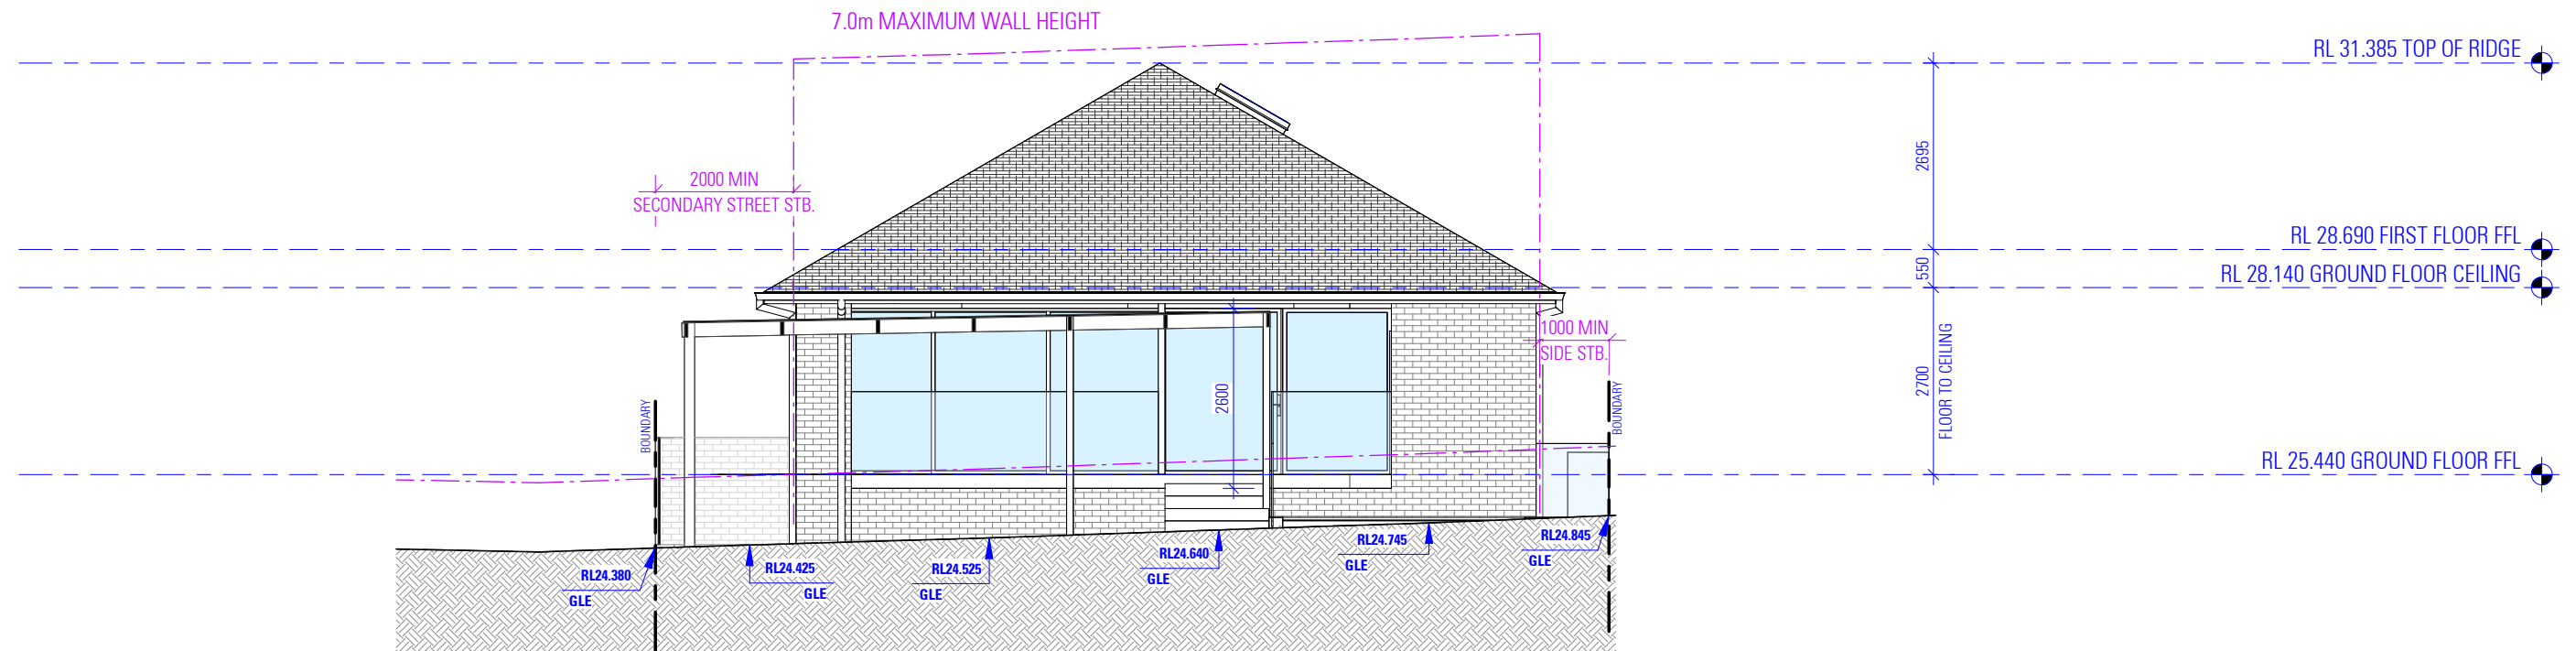 7.0m MAXIMUM WALL HEIGHT
RL 31.385 TOP OF RIDGE
2695
2000 MIN
SECONDARY STREET STB.
RL 28.690 FIRST FLOOR FFL
550
RL 28.140 GROUND FLOOR CEILING
1000 MIN
SIDE STB.
2700
FLOOR TO CEILING
2600
BOUNDARY
BOUNDARY
RL 25.440 GROUND FLOOR FFL
RL24.380
GLE
RL24.425
GLE
RL24.525
GLE
RL24.640
GLE
RL24.745
GLE
RL24.845
GLE